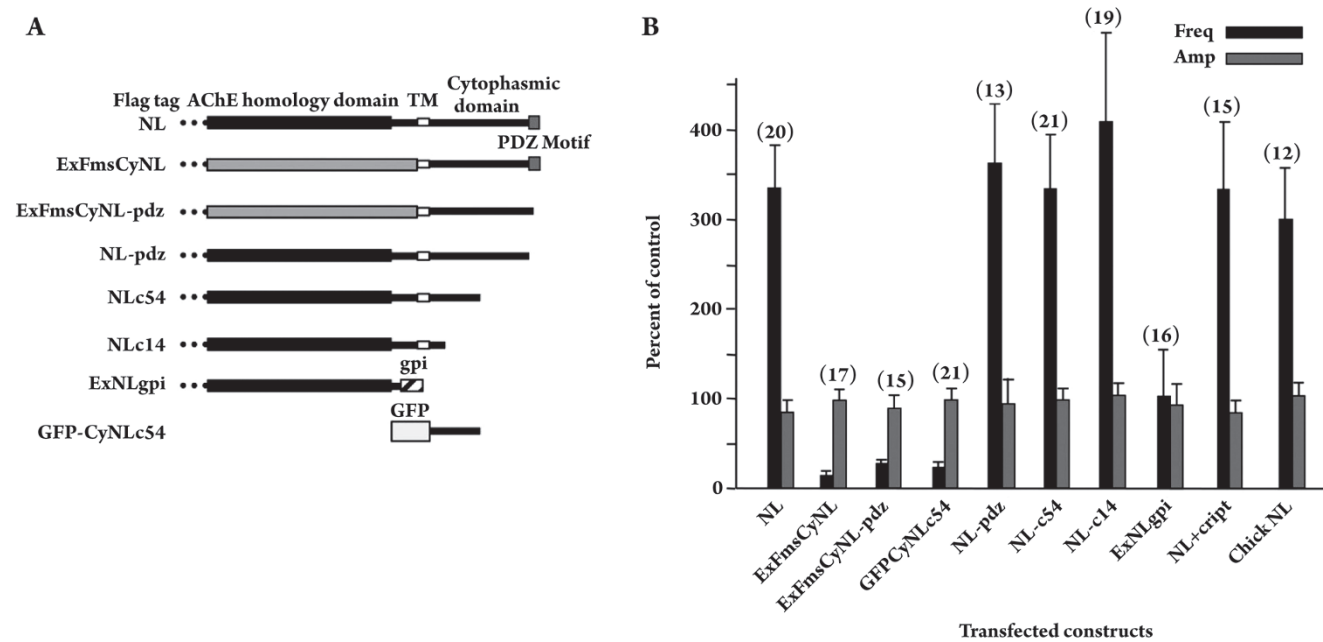 A
Flag tag AChE homology domain TM Cytophasmic domain
NL
PDZ Motif
ExFmsCyNL
ExFmsCyNL-pdz
NL-pdz
NLc54
NLc14
gpi
ExNLgpi
GFP
GFP-CyNLc54
B
Freq
Amp
Percent of control
400
300
200
100
0
(20)
(17)
(15)
(21)
(13)
(21)
(19)
(16)
(15)
(12)
NL
ExFmsCyNL
ExFmsCyNL-pdz
GFPCyNLc54
NL-pdz
NL-c54
NL-c14
ExNLgpi
NL+cript
Chick NL
Transfected constructs